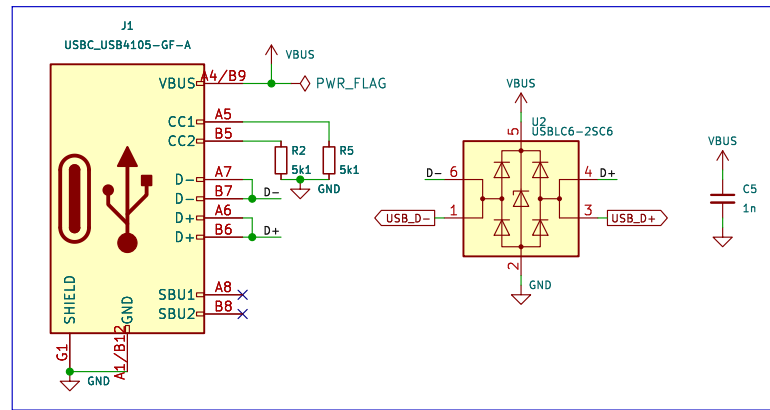 J1
USBC_USB4105-GF-A
VBUS
A4/B9
VBUS
PWR_FLAG
CC1
A5
CC2
B5
R2
5k1
R5
5k1
GND
D-
A7
D-
B7
D-
D+
A6
D+
B6
D+
SBU1
A8
SBU2
B8
SHIELD
GND
G1
A1/B12
GND
VBUS
U2
USBLC6-2SC6
5
D-
6
4
D+
USB_D-
1
3
USB_D+
2
GND
VBUS
C5
1n